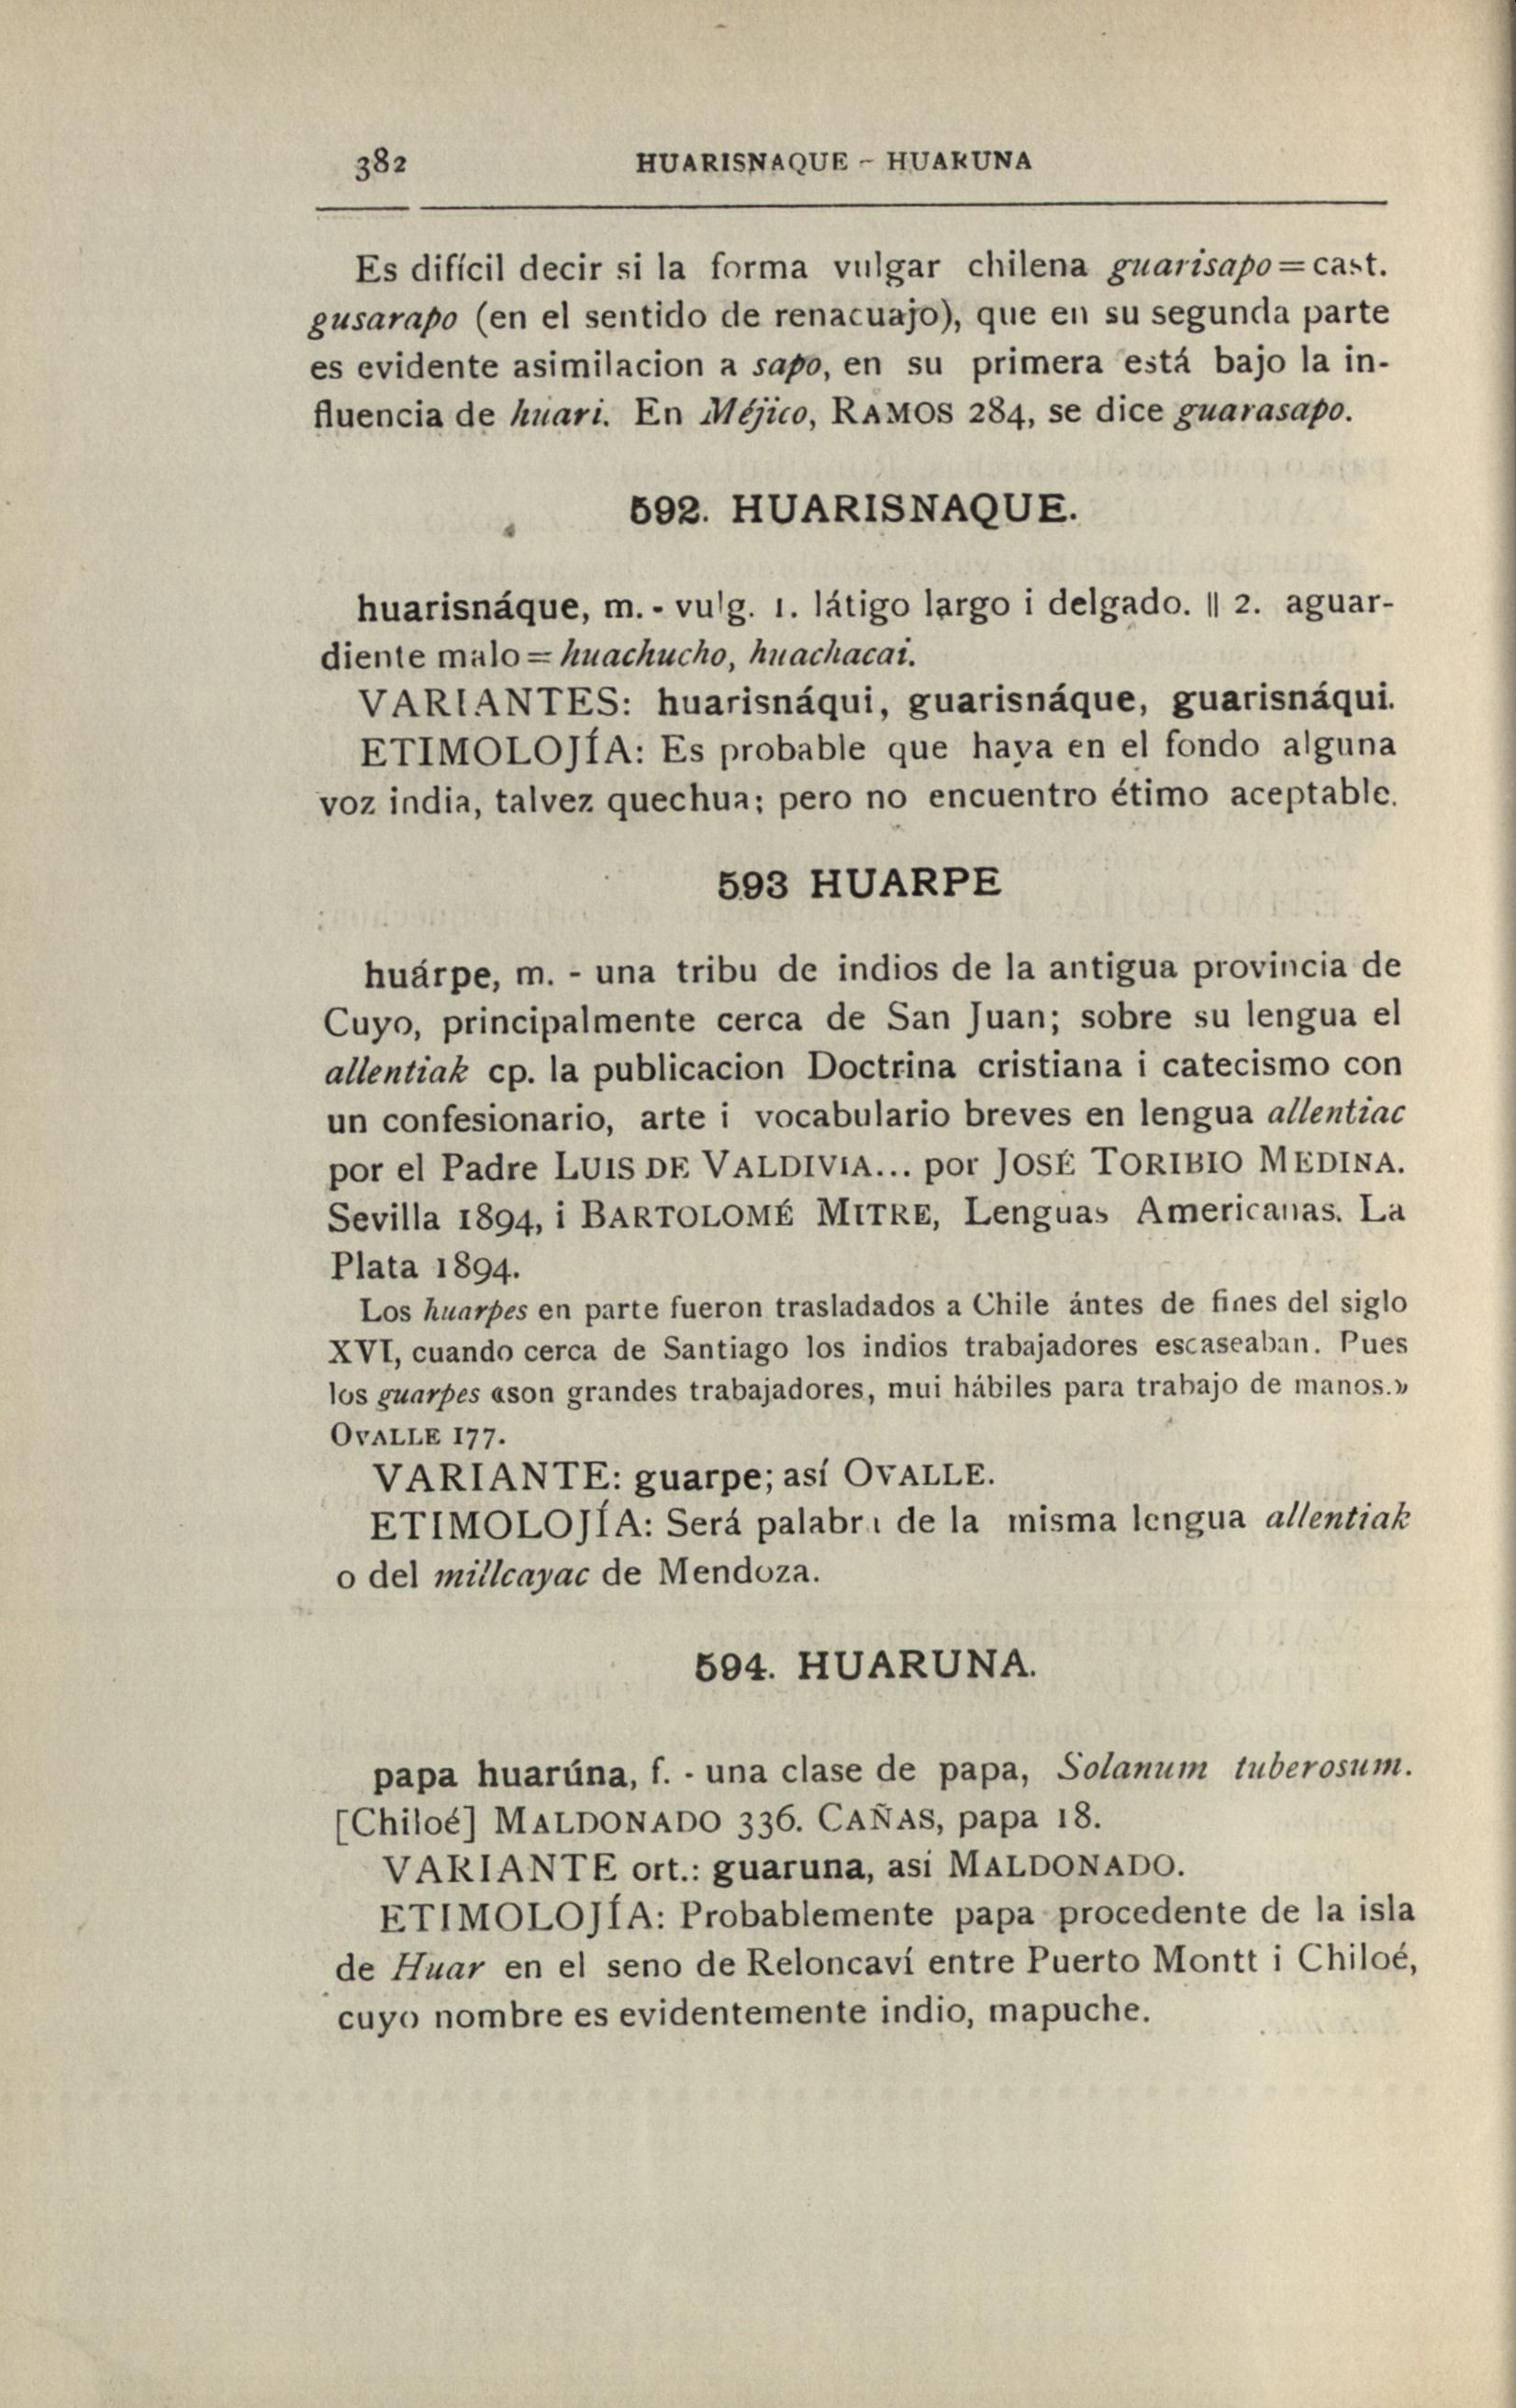 382
HUARISNAQUE - HUARUNA
Es difícil decir si la forma vulgar chilena guarisapo = cast.
gusarapo (en el sentido de renacuajo), que en su segunda parte
es evidente asimilacion a sapo, en su primera está bajo la in-
fluencia de huari. En Méjico, RAMOS 284, se dice guarasapo.
592. HUARISNAQUE.
huarisnáque, m. - vulg. 1. látigo largo i delgado. || 2. aguar-
diente malo = huachucho, huachacai.
VARIANTES: huarisnáqui, guarisnáque, guarisnáqui.
ETIMOLOJÍA: Es probable que haya en el fondo alguna
voz india, talvez quechua; pero no encuentro étimo aceptable.
593 HUARPE
huárpe, m. - una tribu de indios de la antigua provincia de
Cuyo, principalmente cerca de San Juan; sobre su lengua el
allentiak cp. la publicacion Doctrina cristiana i catecismo con
un confesionario, arte i vocabulario breves en lengua allentiac
por el Padre LUIS DE VALDIVIA... por JOSÉ TORIBIO MEDINA.
Sevilla 1894, i BARTOLOMÉ MITRE, Lenguas Americanas. La
Plata 1894.
Los huarpes en parte fueron trasladados a Chile ántes de fines del siglo
XVI, cuando cerca de Santiago los indios trabajadores escaseaban. Pues
los guarpes «son grandes trabajadores, mui hábiles para trabajo de manos.»
OVALLE 177.
VARIANTE: guarpe; así OVALLE.
ETIMOLOJÍA: Será palabra de la misma lengua allentiak
o del millcayac de Mendoza.
594. HUARUNA.
papa huarúna, f. - una clase de papa, Solanum tuberosum.
[Chiloé] MALDONADO 336. CAÑAS, papa 18.
VARIANTE ort.: guaruna, asi MALDONADO.
ETIMOLOJÍA: Probablemente papa procedente de la isla
de Huar en el seno de Reloncaví entre Puerto Montt i Chiloé,
cuyo nombre es evidentemente indio, mapuche.